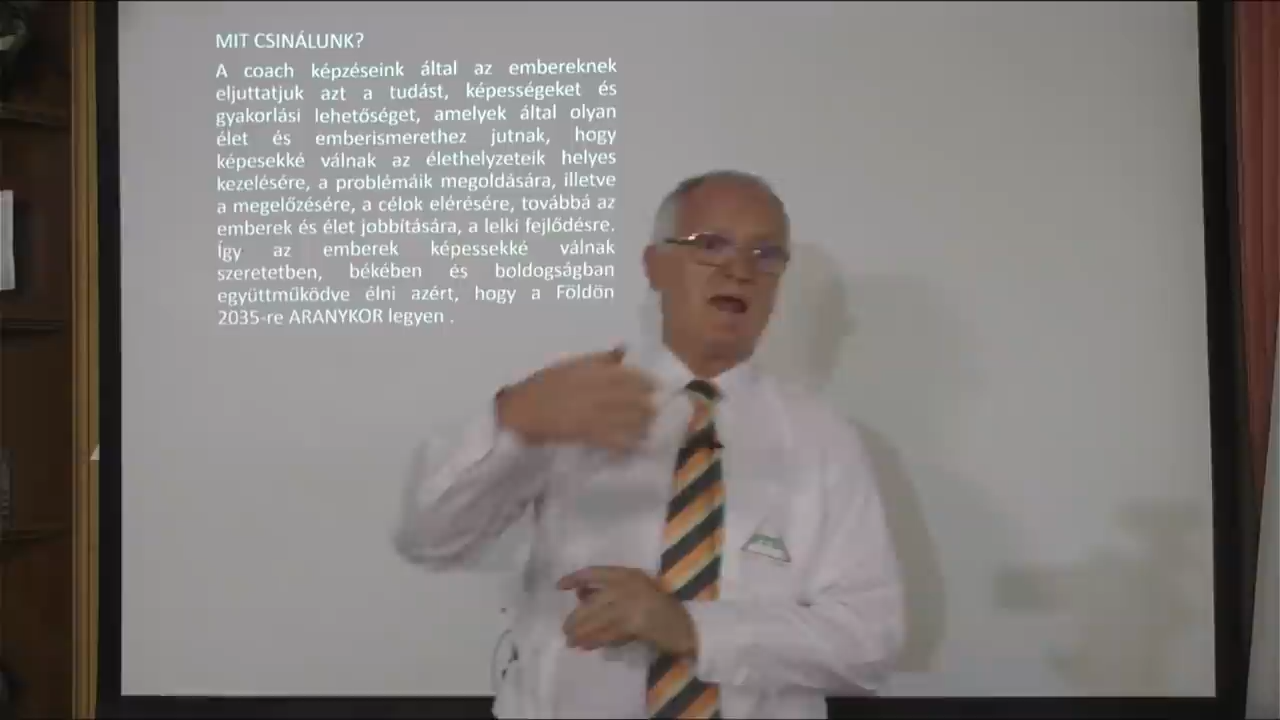 MIT CSINÁLUNK?
A coach képzéseink által az embereknek
eljuttatjuk azt a tudást, képességeket és
gyakorlási lehetőséget, amelyek által olyan
élet és emberismerethez jutnak, hogy
képesekké válnak az élethelyzeteik helyes
kezelésére, a problémáik megoldására, illetve
a megelőzésére, a célok elérésére, továbbá az
emberek és élet jobbítására, a lelki fejlődésre.
Így az emberek képessekké válnak
szeretetben, békében és boldogságban
együttműködve élni azért, hogy a Földön
2035-re ARANYKOR legyen .